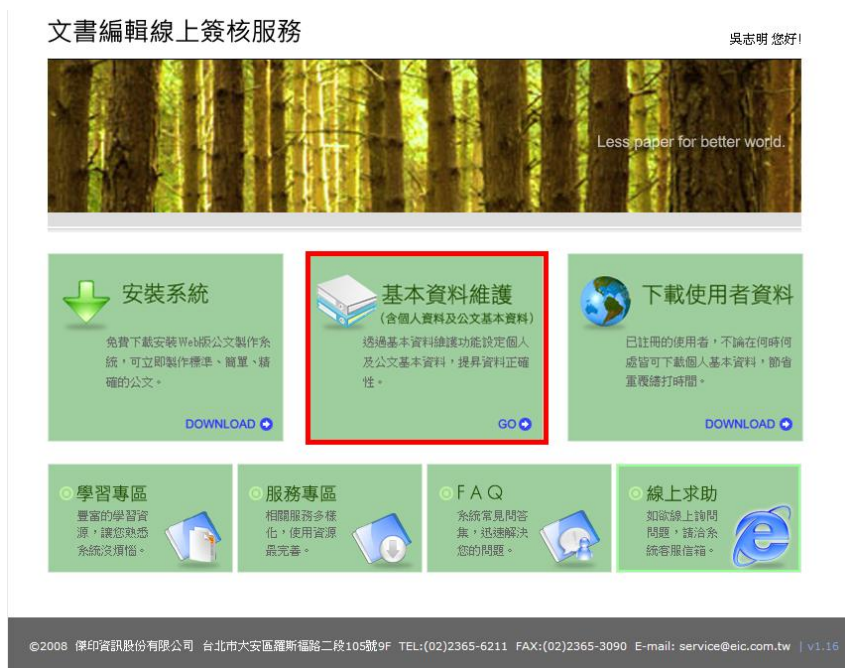 文書編輯線上簽核服務
吳志明 您好!
Less paper for better world.
安裝系統
免費下載安裝Web版公文製作系
統，可立即製作標準、簡單、精
確的公文。
DOWNLOAD
基本資料維護
(含個人資料及公文基本資料)
透過基本資料維護功能設定個人
及公文基本資料，提昇資料正確
性。
GO
下載使用者資料
已註冊的使用者，不論在何時何
處皆可下載個人基本資料，節省
重覆繕打時間。
DOWNLOAD
學習專區
豐富的學習資
源，讓您熟悉
系統沒煩惱。
服務專區
相關服務多樣
化，使用資源
最完善。
FAQ
系統常見問答
集，迅速解決
您的問題。
線上求助
如欲線上詢問
問題，請洽系
統客服信箱。
©2008 傑印資訊股份有限公司 台北市大安區羅斯福路二段105號9F TEL:(02)2365-6211 FAX:(02)2365-3090 E-mail: service@eic.com.tw | v1.16